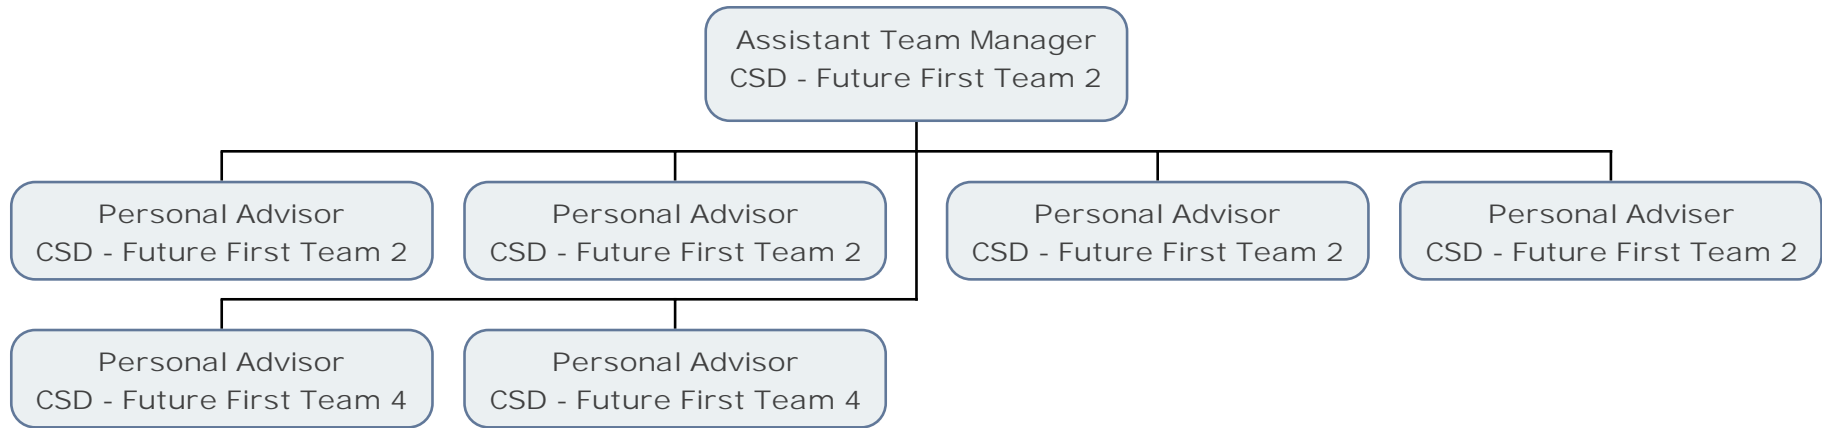 Assistant Team Manager
CSD - Future First Team 2
Personal Advisor
CSD - Future First Team 2
Personal Advisor
CSD - Future First Team 2
Personal Advisor
CSD - Future First Team 2
Personal Adviser
CSD - Future First Team 2
Personal Advisor
CSD - Future First Team 4
Personal Advisor
CSD - Future First Team 4